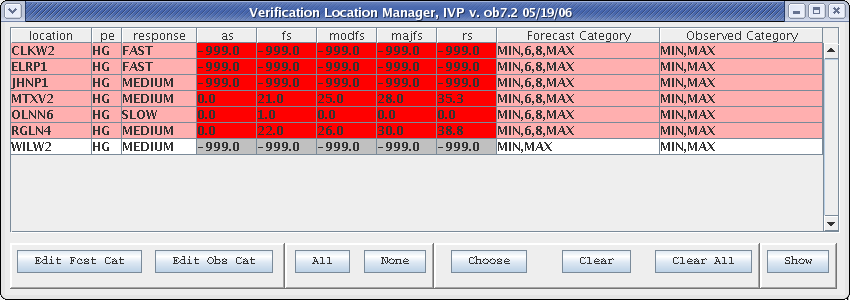 Verification Location Manager, IVP v. ob7.2 05/19/06
location pe response as fs modfs majfs rs Forecast Category Observed Category
CLKW2 HG FAST -999.0 -999.0 -999.0 -999.0 -999.0 MIN,6,8,MAX MIN,MAX
ELRP1 HG FAST -999.0 -999.0 -999.0 -999.0 -999.0 MIN,6,8,MAX MIN,MAX
JHNP1 HG MEDIUM -999.0 -999.0 -999.0 -999.0 -999.0 MIN,6,8,MAX MIN,MAX
MTXV2 HG MEDIUM 0.0 21.0 25.0 28.0 35.3 MIN,6,8,MAX MIN,MAX
OLNN6 HG SLOW 0.0 1.0 0.0 0.0 0.0 MIN,6,8,MAX MIN,MAX
RGLN4 HG MEDIUM 0.0 22.0 26.0 30.0 38.8 MIN,6,8,MAX MIN,MAX
WILW2 HG MEDIUM -999.0 -999.0 -999.0 -999.0 -999.0 MIN,MAX MIN,MAX
Edit Fcst Cat Edit Obs Cat All None Choose Clear Clear All Show